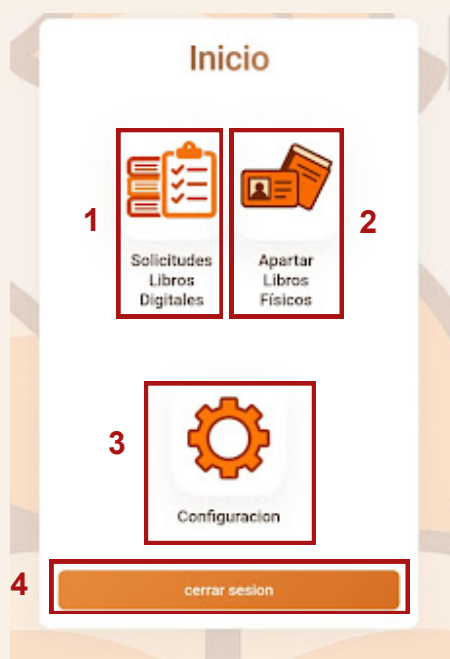 Inicio
1
2
Solicitudes
Libros
Digitales
Apartar
Libros
Físicos
3
Configuracion
4
cerrar sesion